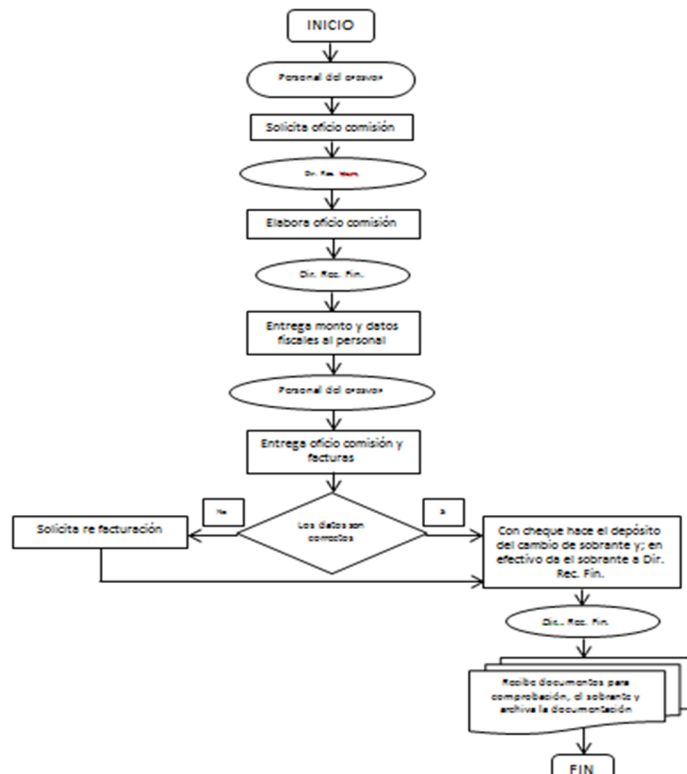 INICIO
Personal del
Solicita oficio comisión
Dir. Rec.
Elabora oficio comisión
Dir. Rec. Fin.
Entrega monto y datos
fiscales al personal
Personal del
Entrega oficio comisión y
facturas
No
Si
Los datos son
correctos
Solicita re facturación
Con cheque hace el depósito
del cambio de sobrante y; en
efectivo da el sobrante a Dir.
Rec. Fin.
Dir.. Rec. Fin.
Recibe documentos para
comprobación, el sobrante y
archiva la documentación
FIN